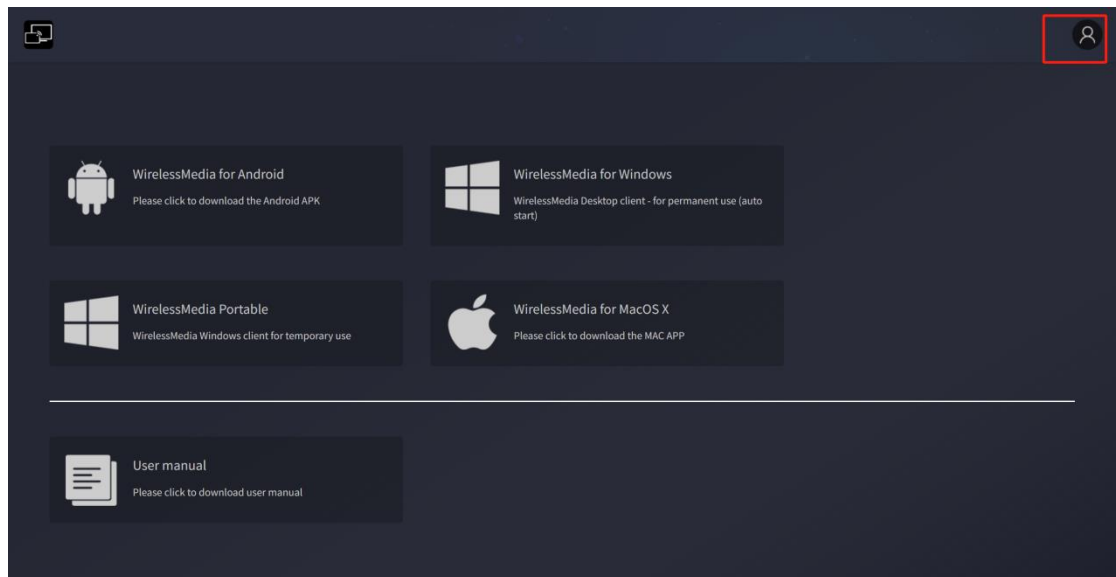 WirelessMedia for Android
Please click to download the Android APK
WirelessMedia for Windows
WirelessMedia Desktop client - for permanent use (auto
start)
WirelessMedia Portable
WirelessMedia Windows client for temporary use
WirelessMedia for MacOS X
Please click to download the MAC APP
User manual
Please click to download user manual